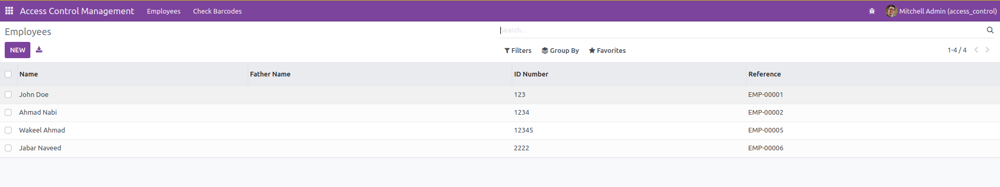 Access Control Management Employees Check Barcodes Mitchell Admin (access_control)
Employees Search...
NEW Filters Group By Favorites 1-4 / 4
Name Father Name ID Number Reference
John Doe 123 EMP-00001
Ahmad Nabi 1234 EMP-00002
Wakeel Ahmad 12345 EMP-00005
Jabar Naveed 2222 EMP-00006